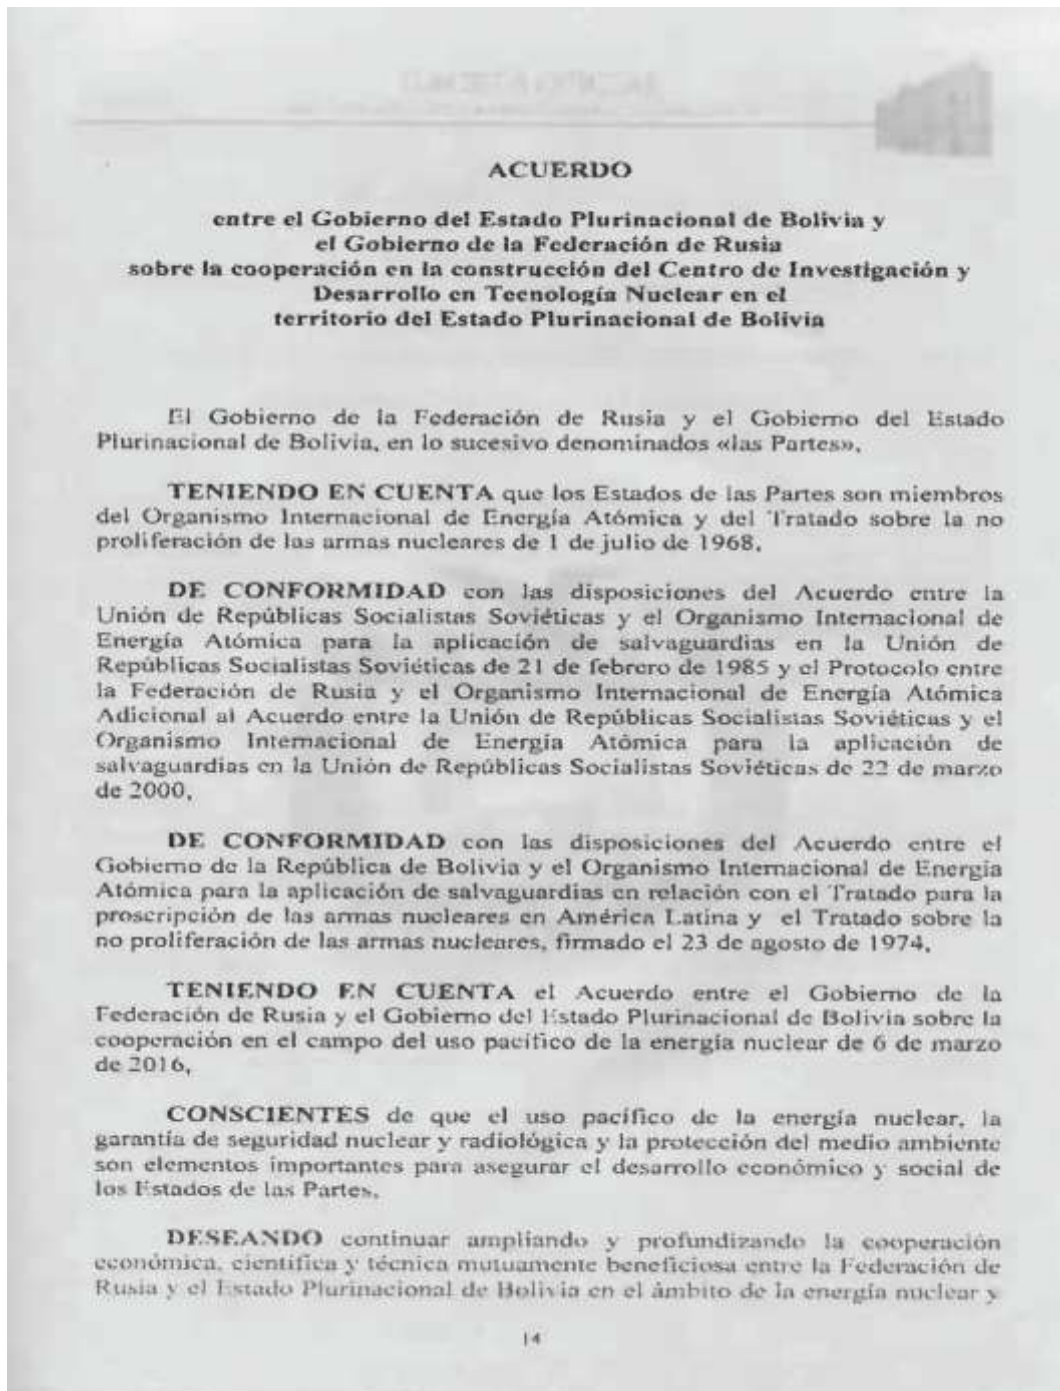 ACUERDO
entre el Gobierno del Estado Plurinacional de Bolivia y
el Gobierno de la Federación de Rusia
sobre la cooperación en la construcción del Centro de Investigación y
Desarrollo en Tecnología Nuclear en el
territorio del Estado Plurinacional de Bolivia
El Gobierno de la Federación de Rusia y el Gobierno del Estado
Plurinacional de Bolivia, en lo sucesivo denominados «las Partes»,
TENIENDO EN CUENTA que los Estados de las Partes son miembros
del Organismo Internacional de Energía Atómica y del Tratado sobre la no
proliferación de las armas nucleares de 1 de julio de 1968,
DE CONFORMIDAD con las disposiciones del Acuerdo entre la
Unión de Repúblicas Socialistas Soviéticas y el Organismo Internacional de
Energía Atómica para la aplicación de salvaguardias en la Unión de
Repúblicas Socialistas Soviéticas de 21 de febrero de 1985 y el Protocolo entre
la Federación de Rusia y el Organismo Internacional de Energía Atómica
Adicional al Acuerdo entre la Unión de Repúblicas Socialistas Soviéticas y el
Organismo Internacional de Energía Atómica para la aplicación de
salvaguardias en la Unión de Repúblicas Socialistas Soviéticas de 22 de marzo
de 2000,
DE CONFORMIDAD con las disposiciones del Acuerdo entre el
Gobierno de la República de Bolivia y el Organismo Internacional de Energía
Atómica para la aplicación de salvaguardias en relación con el Tratado para la
proscripción de las armas nucleares en América Latina y el Tratado sobre la
no proliferación de las armas nucleares, firmado el 23 de agosto de 1974,
TENIENDO EN CUENTA el Acuerdo entre el Gobierno de la
Federación de Rusia y el Gobierno del Estado Plurinacional de Bolivia sobre la
cooperación en el campo del uso pacífico de la energía nuclear de 6 de marzo
de 2016,
CONSCIENTES de que el uso pacífico de la energía nuclear, la
garantía de seguridad nuclear y radiológica y la protección del medio ambiente
son elementos importantes para asegurar el desarrollo económico y social de
los Estados de las Partes,
DESEANDO continuar ampliando y profundizando la cooperación
económica, científica y técnica mutuamente beneficiosa entre la Federación de
Rusia y el Estado Plurinacional de Bolivia en el ámbito de la energía nuclear y
14